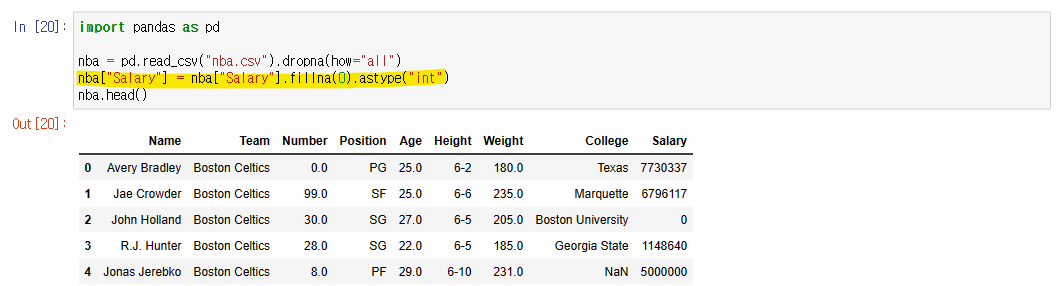 In [20]:
import pandas as pd
nba = pd.read_csv("nba.csv").dropna(how="all")
nba["Salary"] = nba["Salary"].fillna(0).astype("int")
nba.head()
Out[20]:
Name Team Number Position Age Height Weight College Salary
0 Avery Bradley Boston Celtics 0.0 PG 25.0 6-2 180.0 Texas 7730337
1 Jae Crowder Boston Celtics 99.0 SF 25.0 6-6 235.0 Marquette 6796117
2 John Holland Boston Celtics 30.0 SG 27.0 6-5 205.0 Boston University 0
3 R.J. Hunter Boston Celtics 28.0 SG 22.0 6-5 185.0 Georgia State 1148640
4 Jonas Jerebko Boston Celtics 8.0 PF 29.0 6-10 231.0 NaN 5000000